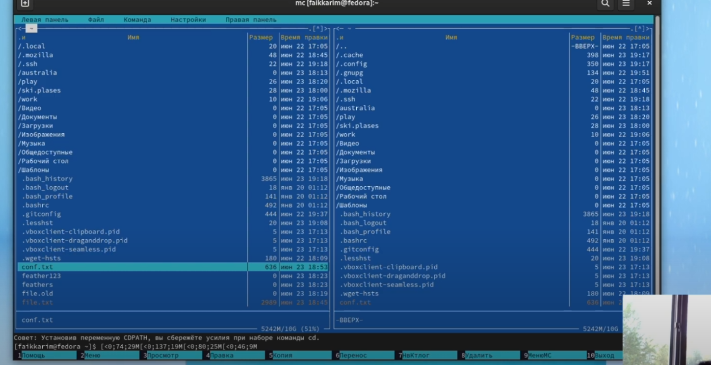 mc [faikkarim@fedora]:~
Левая панель Файл Команда Настройки Правая панель
.и Имя Размер Время правки
/.local 20 июн 22 17:05
/.mozilla 48 июн 22 18:45
/.ssh 22 июн 22 19:18
/australia 0 июн 23 18:13
/play 26 июн 23 18:20
/ski.plases 28 июн 23 18:00
/work 10 июн 22 19:06
/Видео 0 июн 22 17:05
/Документы 0 июн 22 17:05
/Загрузки 0 июн 22 17:05
/Изображения 0 июн 22 17:05
/Музыка 0 июн 22 17:05
/Общедоступные 0 июн 22 17:05
/Рабочий стол 0 июн 22 17:05
/Шаблоны 0 июн 22 17:05
.bash_history 3865 июн 23 19:18
.bash_logout 18 янв 20 01:12
.bash_profile 141 янв 20 01:12
.bashrc 492 янв 20 01:12
.gitconfig 444 июн 22 19:37
.lesshst 20 июн 23 19:08
.vboxclient-clipboard.pid 5 июн 23 17:13
.vboxclient-draganddrop.pid 5 июн 23 17:13
.vboxclient-seamless.pid 5 июн 23 17:13
.wget-hsts 180 июн 22 18:09
conf.txt 626 июн 23 18:53
feather123 0 июн 23 18:23
feathers 0 июн 23 18:23
file.old 0 июн 23 18:19
file.txt июн 23 18:45
conf.txt
5242M/10G (51%)
.и Имя Размер Время правки
/.. -ВВЕРХ- июн 22 17:05
/.cache 398 июн 23 19:17
/.config 350 июн 23 19:17
/.gnupg 134 июн 22 19:51
/.local 20 июн 22 17:05
/.mozilla 48 июн 22 18:45
/.ssh 22 июн 22 19:18
/australia 0 июн 23 18:13
/play 26 июн 23 18:20
/ski.plases 28 июн 23 18:00
/work 10 июн 22 19:06
/Видео 0 июн 22 17:05
/Документы 0 июн 22 17:05
/Загрузки 0 июн 22 17:05
/Изображения 0 июн 22 17:05
/Музыка 0 июн 22 17:05
/Общедоступные 0 июн 22 17:05
/Рабочий стол 0 июн 22 17:05
/Шаблоны 0 июн 22 17:05
.bash_history 3865 июн 23 19:18
.bash_logout 18 янв 20 01:12
.bash_profile 141 янв 20 01:12
.bashrc 492 янв 20 01:12
.gitconfig 444 июн 22 19:37
.lesshst 20 июн 23 19:08
.vboxclient-clipboard.pid 5 июн 23 17:13
.vboxclient-draganddrop.pid 5 июн 23 17:13
.vboxclient-seamless.pid 5 июн 23 17:13
.wget-hsts 180 июн 22
conf.txt
-ВВЕРХ-
5242M/10G
Совет: Установив переменную CDPATH, вы сбережёте усилия при наборе команды cd.
[faikkarim@fedora ~]$ [<0;74;29M[<0;137;19M[<0;80;25M[<0;46;9M
1Помощь 2Меню 3Просмотр 4Правка 5Копия 6Перенос 7НовКтлог 8Удалить 9МенюMC 10Выход